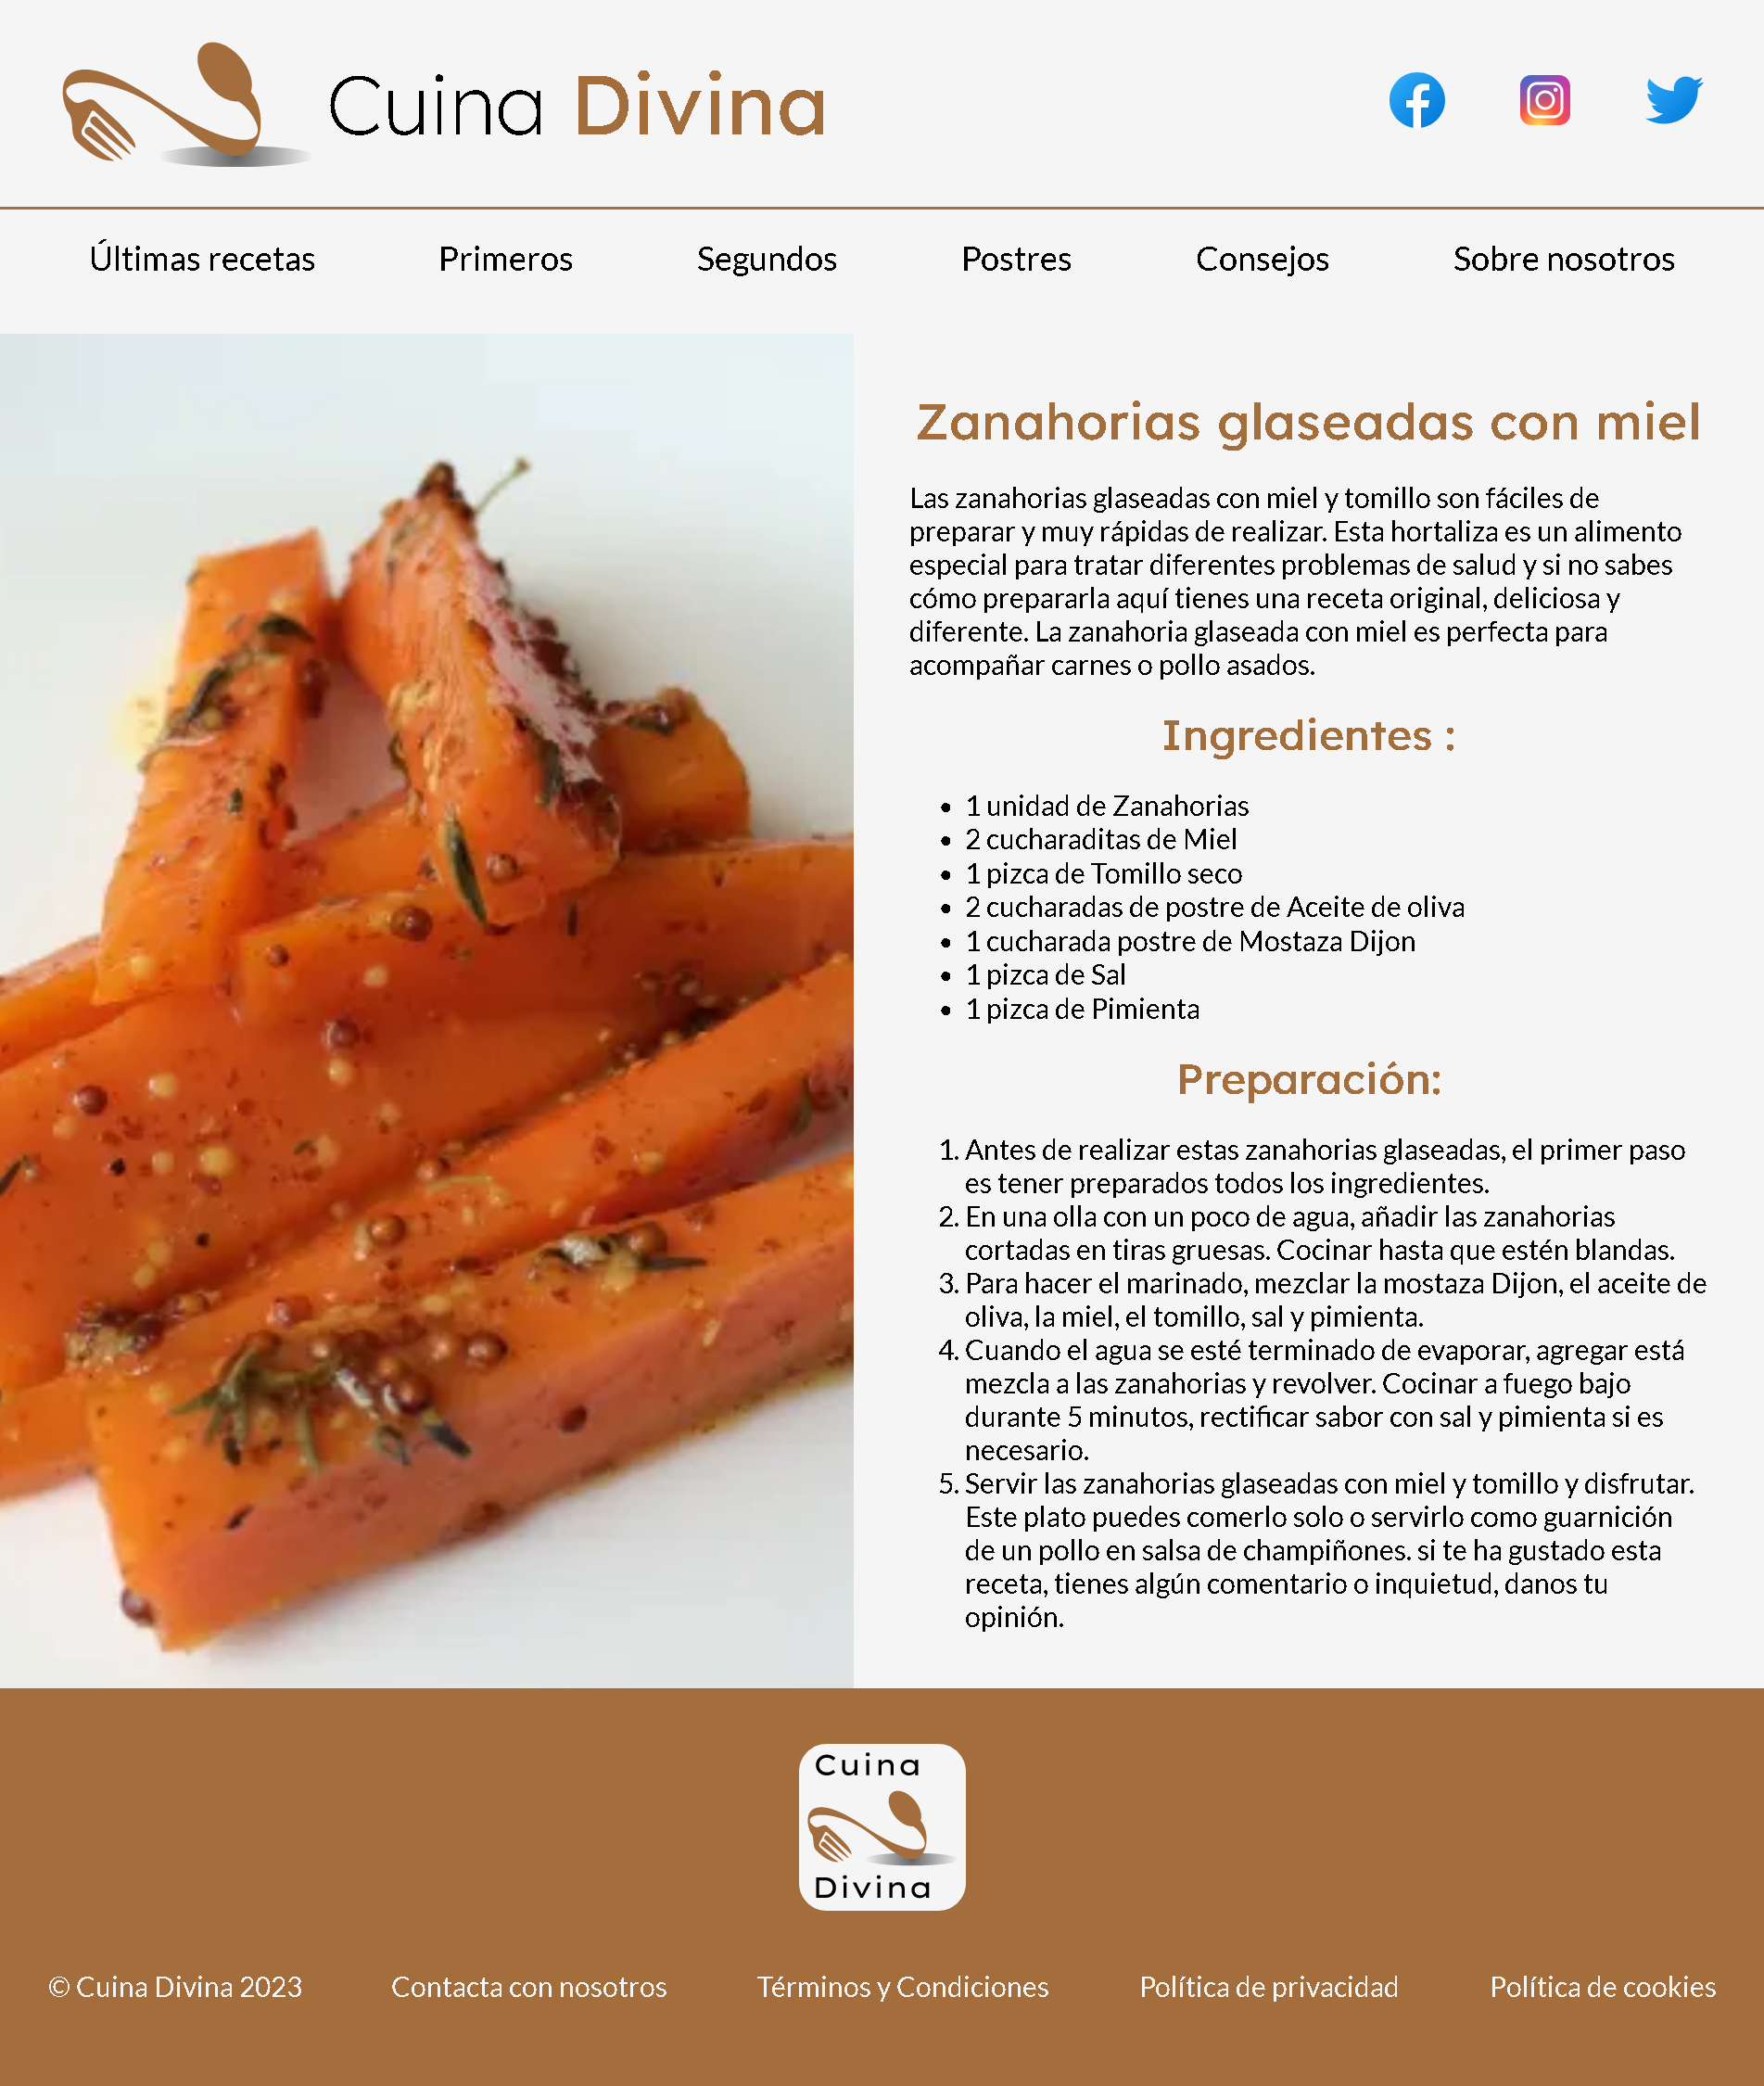 Cuina Divina
Últimas recetas
Primeros
Segundos
Postres
Consejos
Sobre nosotros
Zanahorias glaseadas con miel
Las zanahorias glaseadas con miel y tomillo son fáciles de
preparar y muy rápidas de realizar. Esta hortaliza es un alimento
especial para tratar diferentes problemas de salud y si no sabes
cómo prepararla aquí tienes una receta original, deliciosa y
diferente. La zanahoria glaseada con miel es perfecta para
acompañar carnes o pollo asados.
Ingredientes :
• 1 unidad de Zanahorias
• 2 cucharaditas de Miel
• 1 pizca de Tomillo seco
• 2 cucharadas de postre de Aceite de oliva
• 1 cucharada postre de Mostaza Dijon
• 1 pizca de Sal
• 1 pizca de Pimienta
Preparación:
1. Antes de realizar estas zanahorias glaseadas, el primer paso
es tener preparados todos los ingredientes.
2. En una olla con un poco de agua, añadir las zanahorias
cortadas en tiras gruesas. Cocinar hasta que estén blandas.
3. Para hacer el marinado, mezclar la mostaza Dijon, el aceite de
oliva, la miel, el tomillo, sal y pimienta.
4. Cuando el agua se esté terminado de evaporar, agregar está
mezcla a las zanahorias y revolver. Cocinar a fuego bajo
durante 5 minutos, rectificar sabor con sal y pimienta si es
necesario.
5. Servir las zanahorias glaseadas con miel y tomillo y disfrutar.
Este plato puedes comerlo solo o servirlo como guarnición
de un pollo en salsa de champiñones. si te ha gustado esta
receta, tienes algún comentario o inquietud, danos tu
opinión.
Cuina
Divina
© Cuina Divina 2023
Contacta con nosotros
Términos y Condiciones
Política de privacidad
Política de cookies